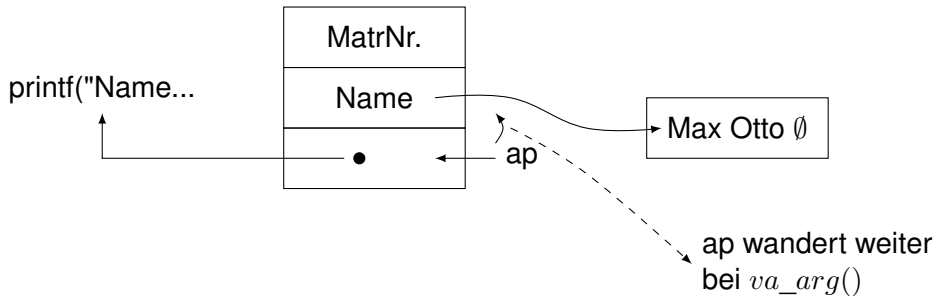 MatrNr.
printf("Name...
Name
Max Otto ∅
ap
ap wandert weiter
bei va_arg()